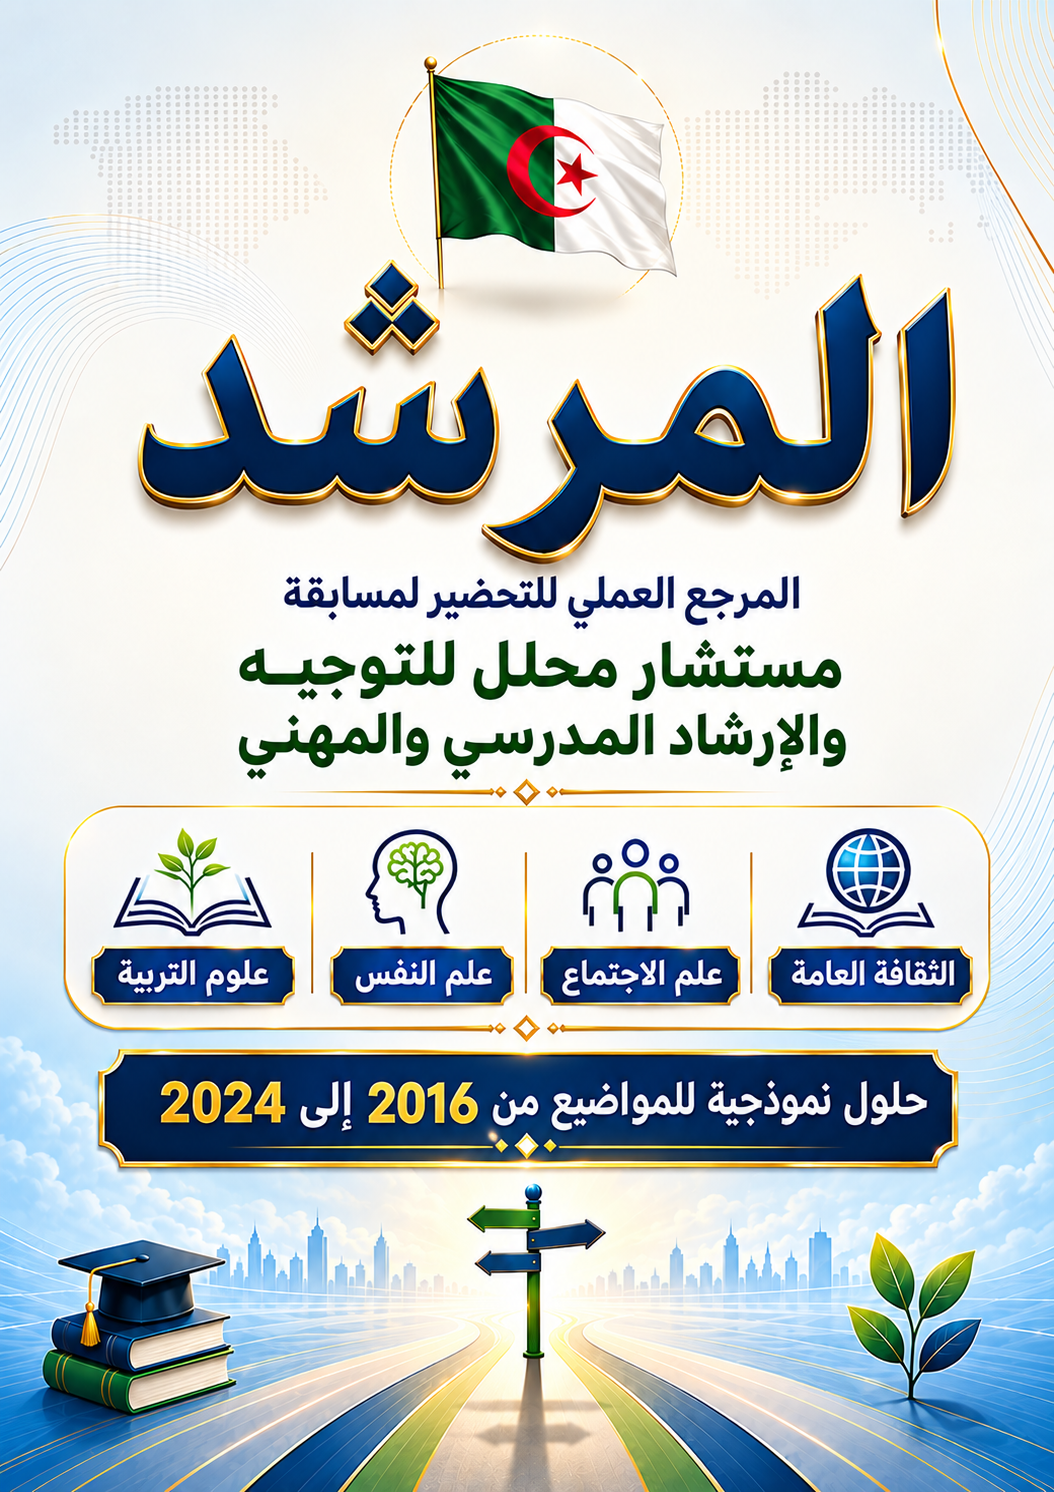 المرشد
المرجع العملي للتحضير لمسابقة
مستشار محلل للتوجيـه
والإرشاد المدرسي والمهني
الثقافة العامة
علم الاجتماع
علم النفس
علوم التربية
حلول نموذجية للمواضيع من 2016 إلى 2024